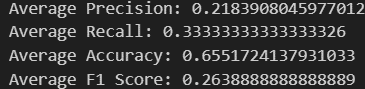 Average Precision: 0.2183908045977012
Average Recall: 0.33333333333333326
Average Accuracy: 0.6551724137931033
Average F1 Score: 0.2638888888888889